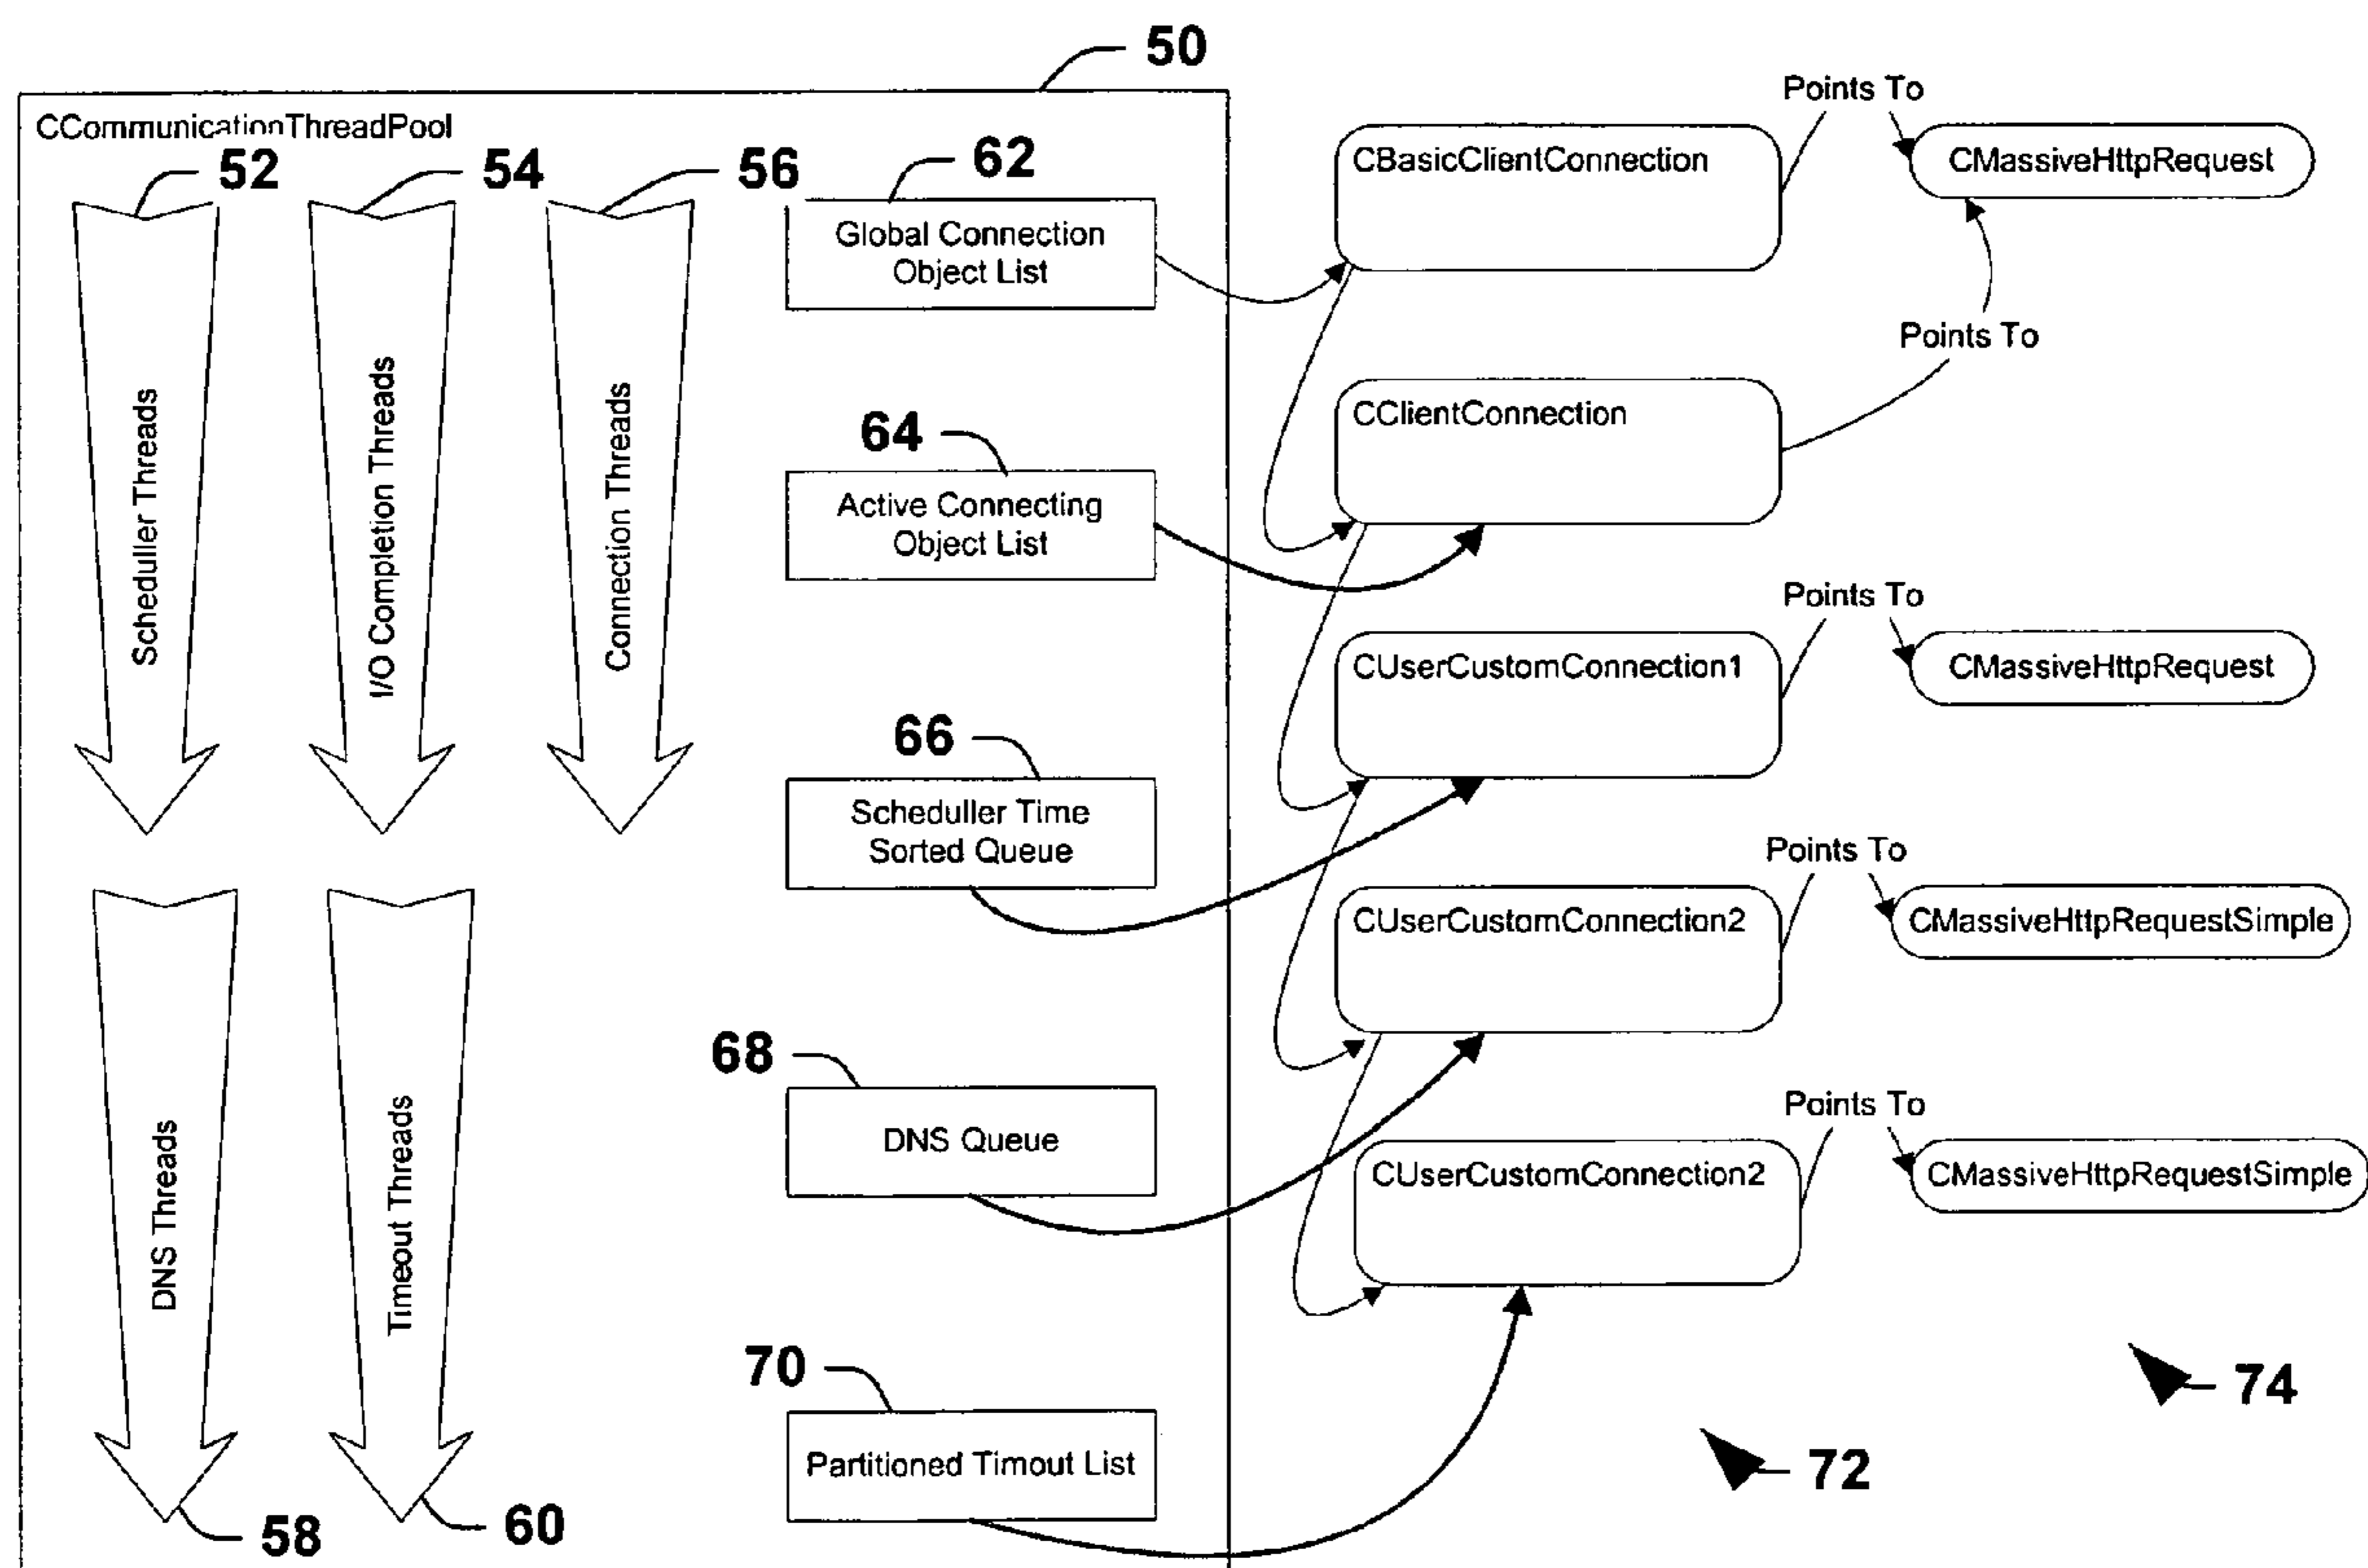 50
CCommunicationThreadPool
52
54
56
62
Scheduller Threads
I/O Completion Threads
Connection Threads
Global Connection
Object List
64
Active Connecting
Object List
66
Scheduller Time
Sorted Queue
68
DNS Queue
DNS Threads
Timeout Threads
70
Partitioned Timout List
58
60
Points To
CBasicClientConnection
CMassiveHttpRequest
Points To
CClientConnection
Points To
CUserCustomConnection1
CMassiveHttpRequest
Points To
CUserCustomConnection2
CMassiveHttpRequestSimple
Points To
CUserCustomConnection2
CMassiveHttpRequestSimple
74
72